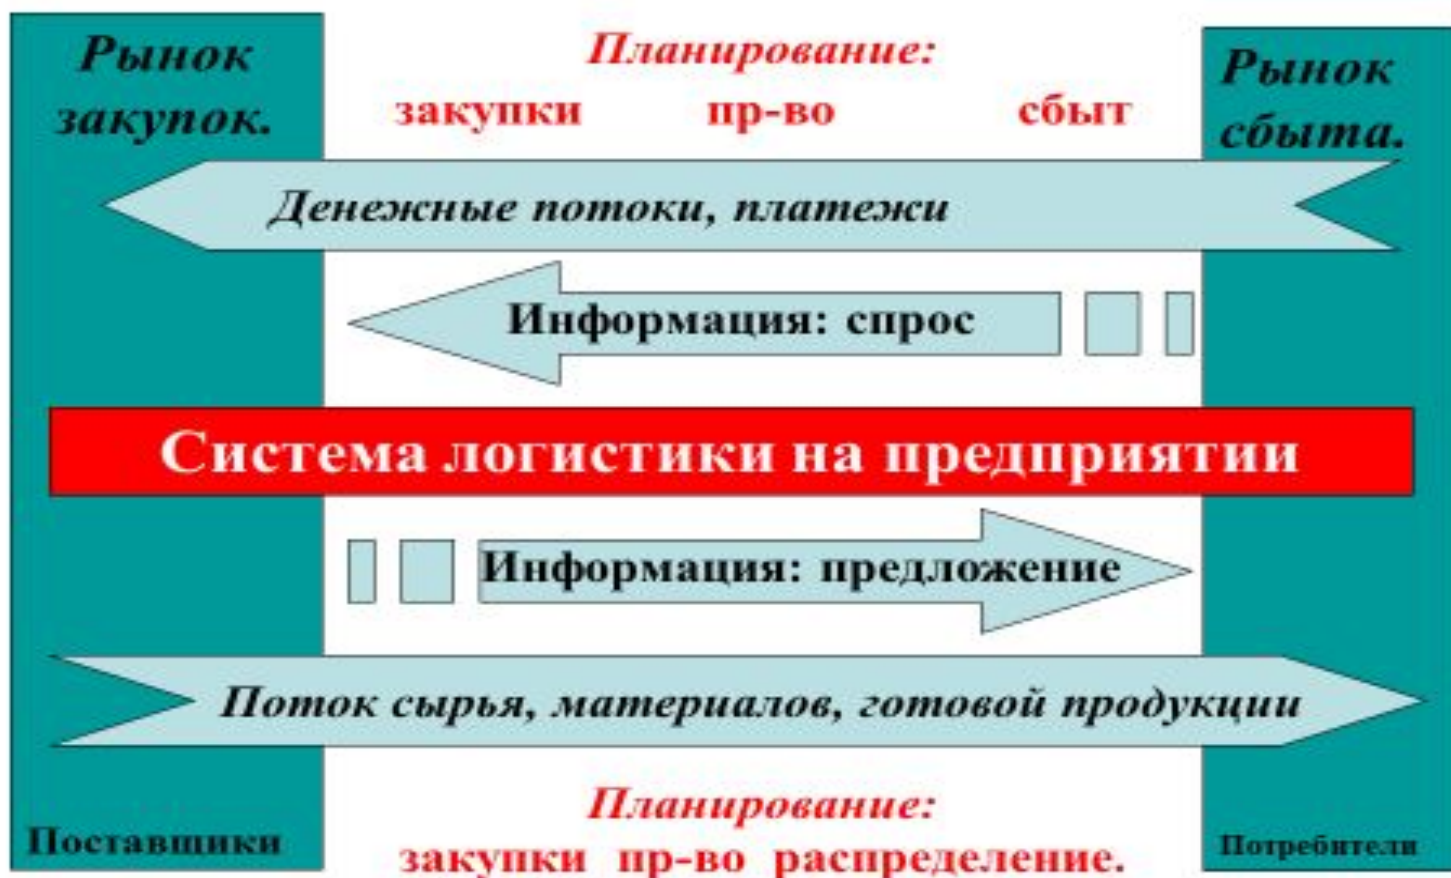 Рынок
закупок.
Планирование:
закупки пр-во сбыт
Рынок
сбыта.
Денежные потоки, платежи
Информация: спрос
Система логистики на предприятии
Информация: предложение
Поток сырья, материалов, готовой продукции
Поставщики
Планирование:
закупки пр-во распределение.
Потребители